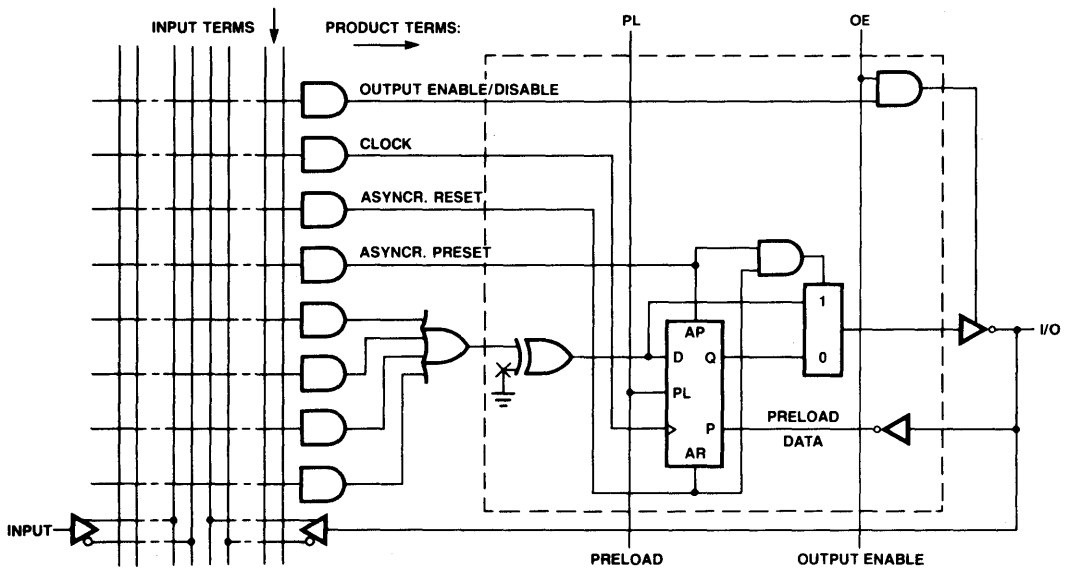 INPUT TERMS
PRODUCT TERMS:
PL
OE
OUTPUT ENABLE/DISABLE
CLOCK
ASYNCR. RESET
ASYNCR. PRESET
1
AP
I/O
D
Q
0
PL
P
PRELOAD
DATA
AR
INPUT
PRELOAD
OUTPUT ENABLE